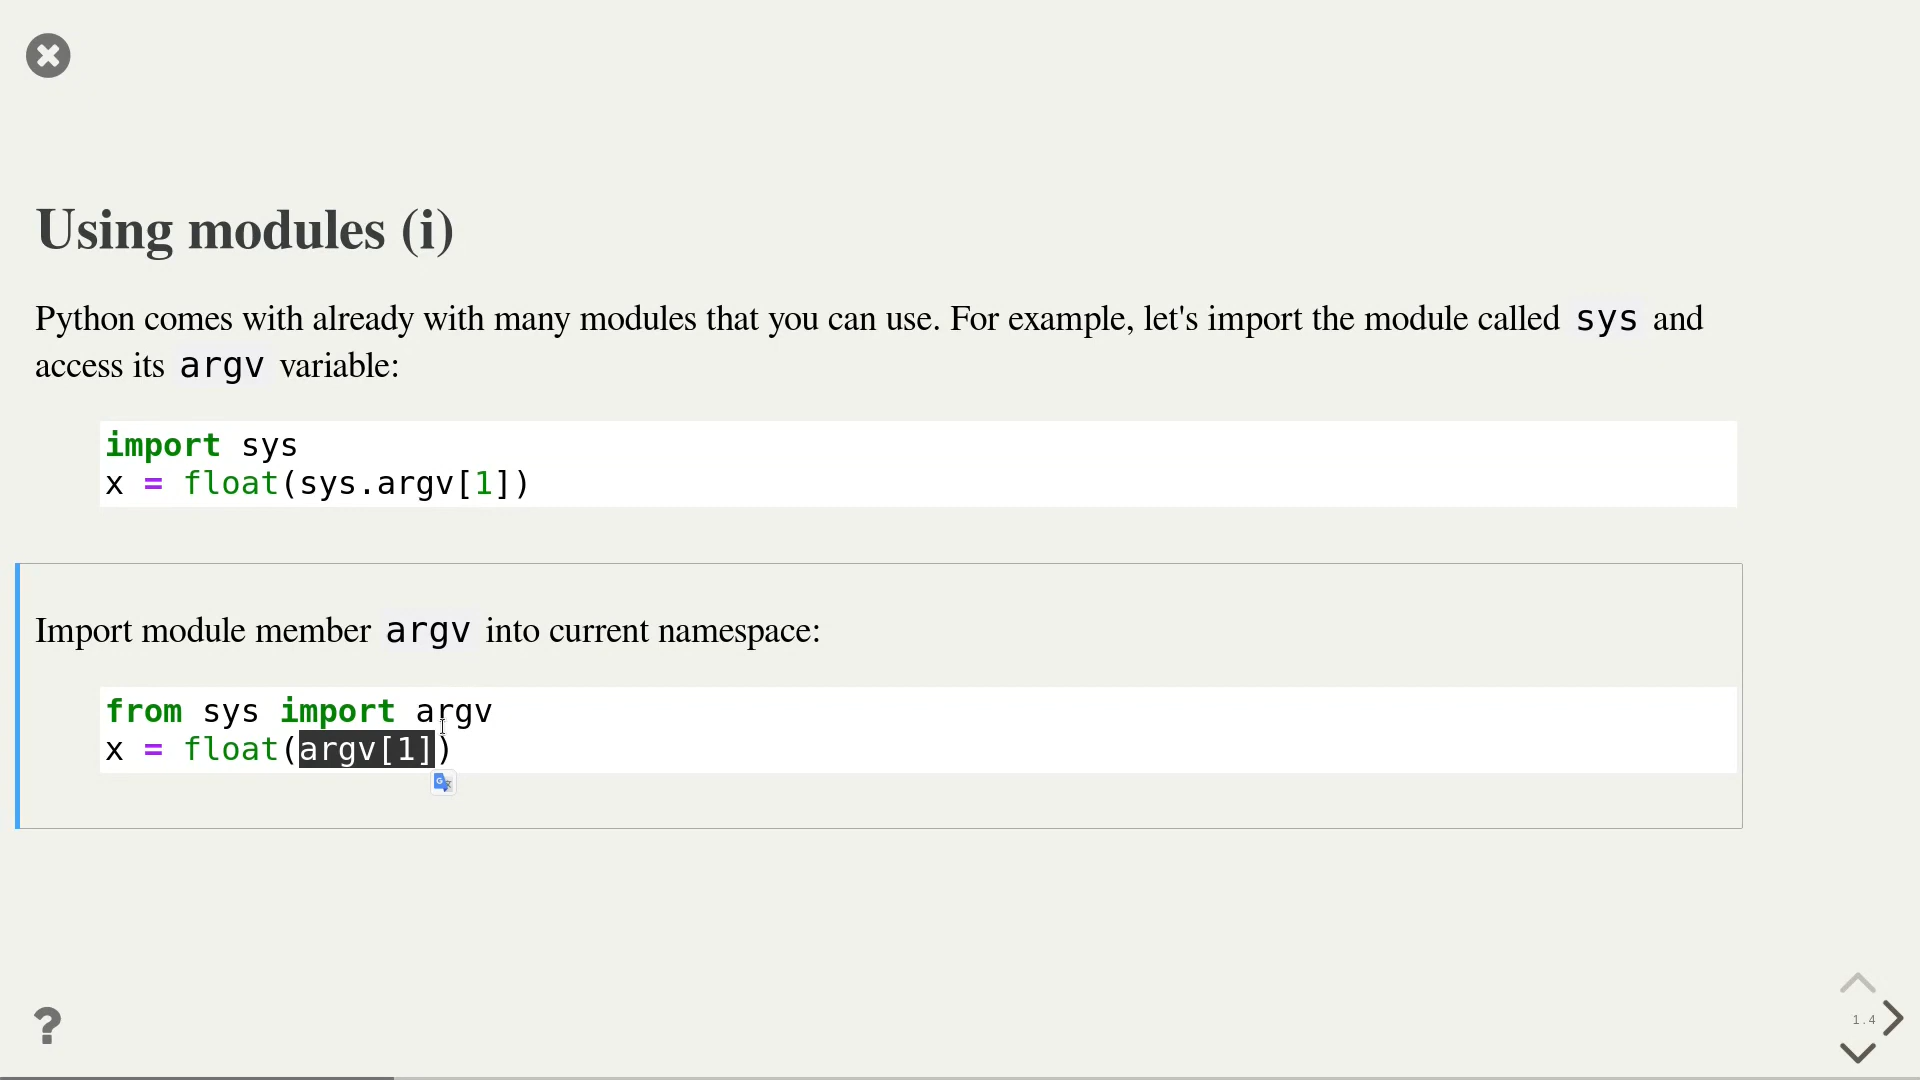 Using modules (i)
Python comes with already with many modules that you can use. For example, let's import the module called sys and
access its argv variable:
import sys
x = float(sys.argv[1])
Import module member argv into current namespace:
from sys import argv
x = float(argv[1])
?
1.4